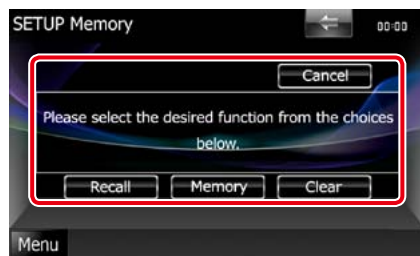 SETUP Memory 00:00
Cancel
Please select the desired function from the choices
below.
Recall Memory Clear
Menu